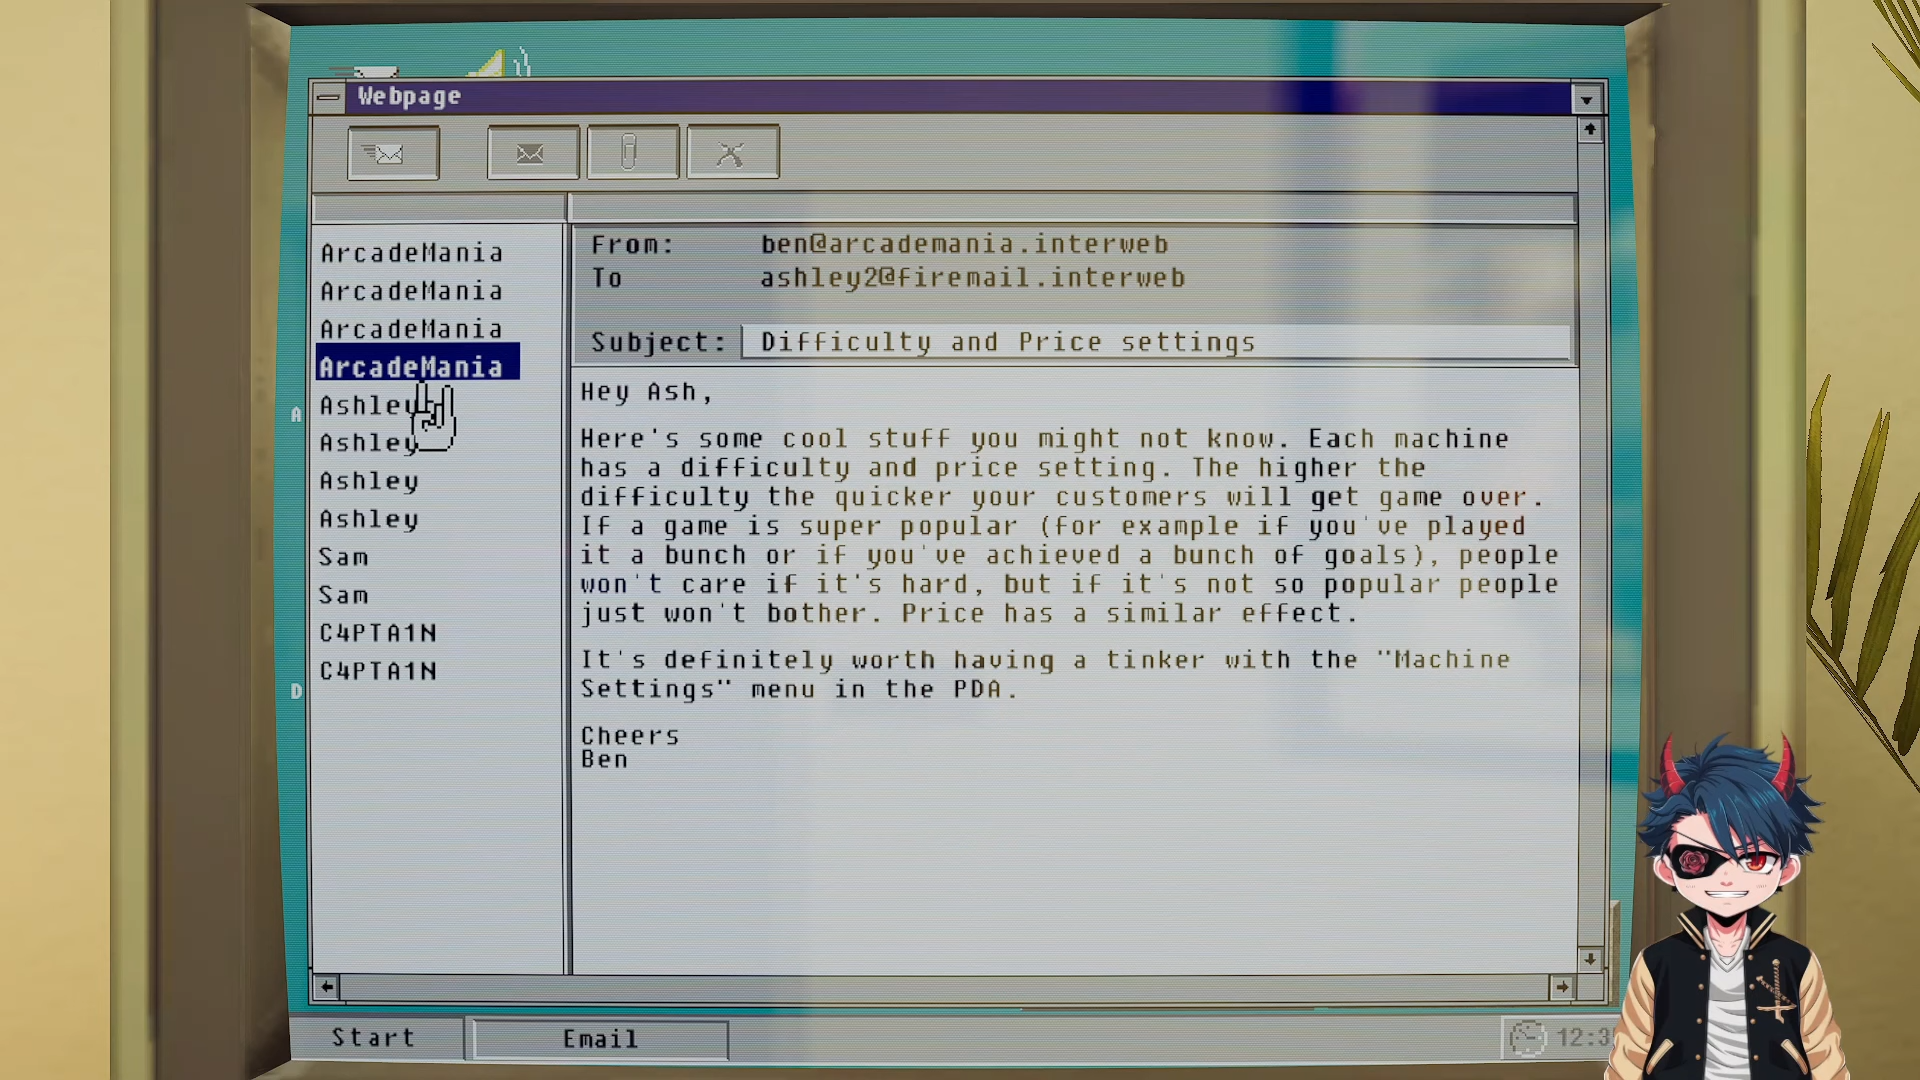 Webpage
ArcadeMania
ArcadeMania
ArcadeMania
ArcadeMania
Ashley
Ashley
Ashley
Ashley
Sam
Sam
C4PTA1N
C4PTA1N
From: ben@arcademania.interweb
To ashley2@firemail.interweb
Subject: Difficulty and Price settings
Hey Ash,
Here's some cool stuff you might not know. Each machine
has a difficulty and price setting. The higher the
difficulty the quicker your customers will get game over.
If a game is super popular (for example if you've played
it a bunch or if you've achieved a bunch of goals), people
won't care if it's hard, but if it's not so popular people
just won't bother. Price has a similar effect.
It's definitely worth having a tinker with the "Machine
Settings" menu in the PDA.
Cheers
Ben
A
D
Start
Email